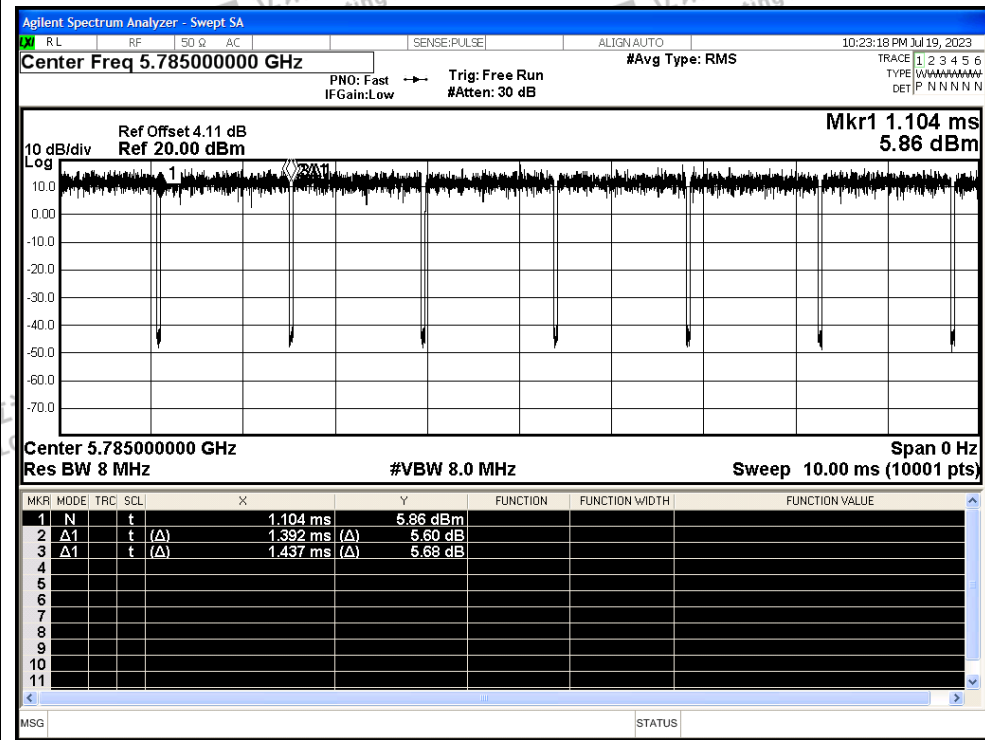 Agilent Spectrum Analyzer - Swept SA
LXI RL RF 50 Ω AC SENSE:PULSE ALIGN AUTO 10:23:18 PM Jul 19, 2023
Center Freq 5.785000000 GHz #Avg Type: RMS TRACE 1 2 3 4 5 6
PNO: Fast Trig: Free Run TYPE WWWWWW
IFGain:Low #Atten: 30 dB DET P N N N N N
Mkr1 1.104 ms
Ref Offset 4.11 dB
10 dB/div Ref 20.00 dBm 5.86 dBm
Log
1
10.0
0.00
-10.0
-20.0
-30.0
-40.0
-50.0
-60.0
-70.0
Center 5.785000000 GHz Span 0 Hz
Res BW 8 MHz #VBW 8.0 MHz Sweep 10.00 ms (10001 pts)
MKR MODE TRC SCL X Y FUNCTION FUNCTION WIDTH FUNCTION VALUE
1 N t 1.104 ms 5.86 dBm
2 Δ1 t (Δ) 1.392 ms (Δ) 5.60 dB
3 Δ1 t (Δ) 1.437 ms (Δ) 5.68 dB
4
5
6
7
8
9
10
11
MSG STATUS